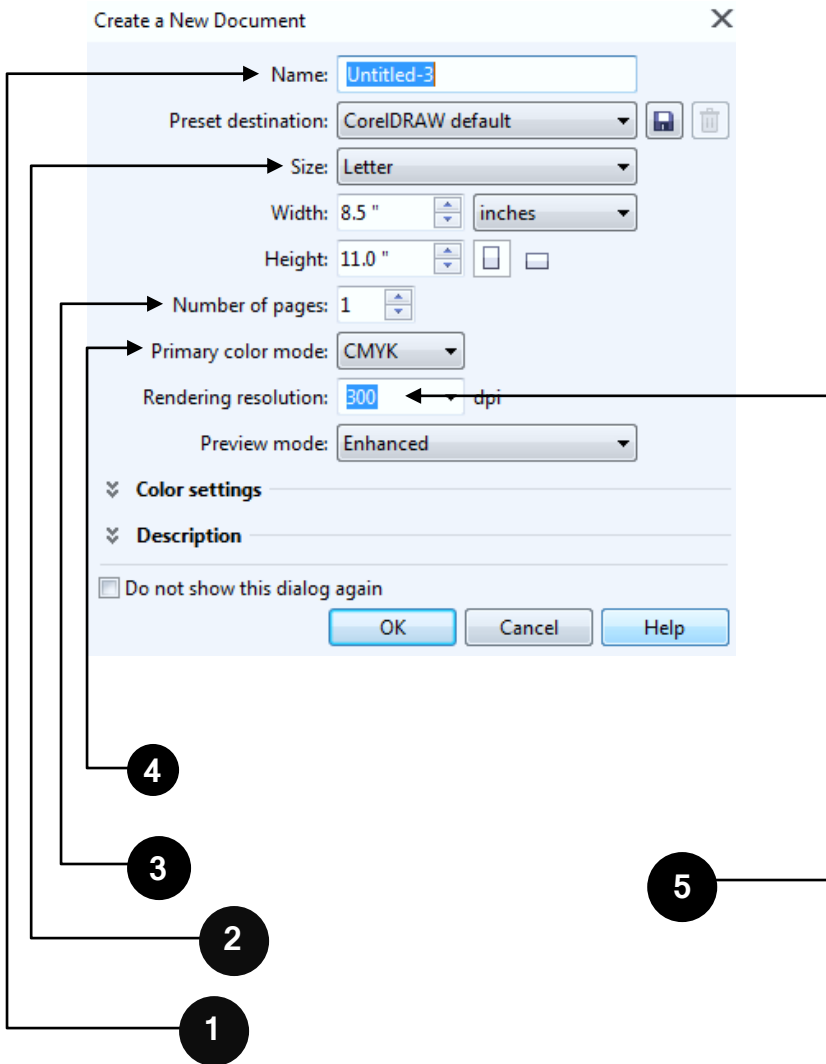 Create a New Document
Name: Untitled-3
Preset destination: CorelDRAW default
Size: Letter
Width: 8.5 " inches
Height: 11.0 "
Number of pages: 1
Primary color mode: CMYK
Rendering resolution: 300 dpi
Preview mode: Enhanced
Color settings
Description
Do not show this dialog again
OK Cancel Help
4
3
5
2
1